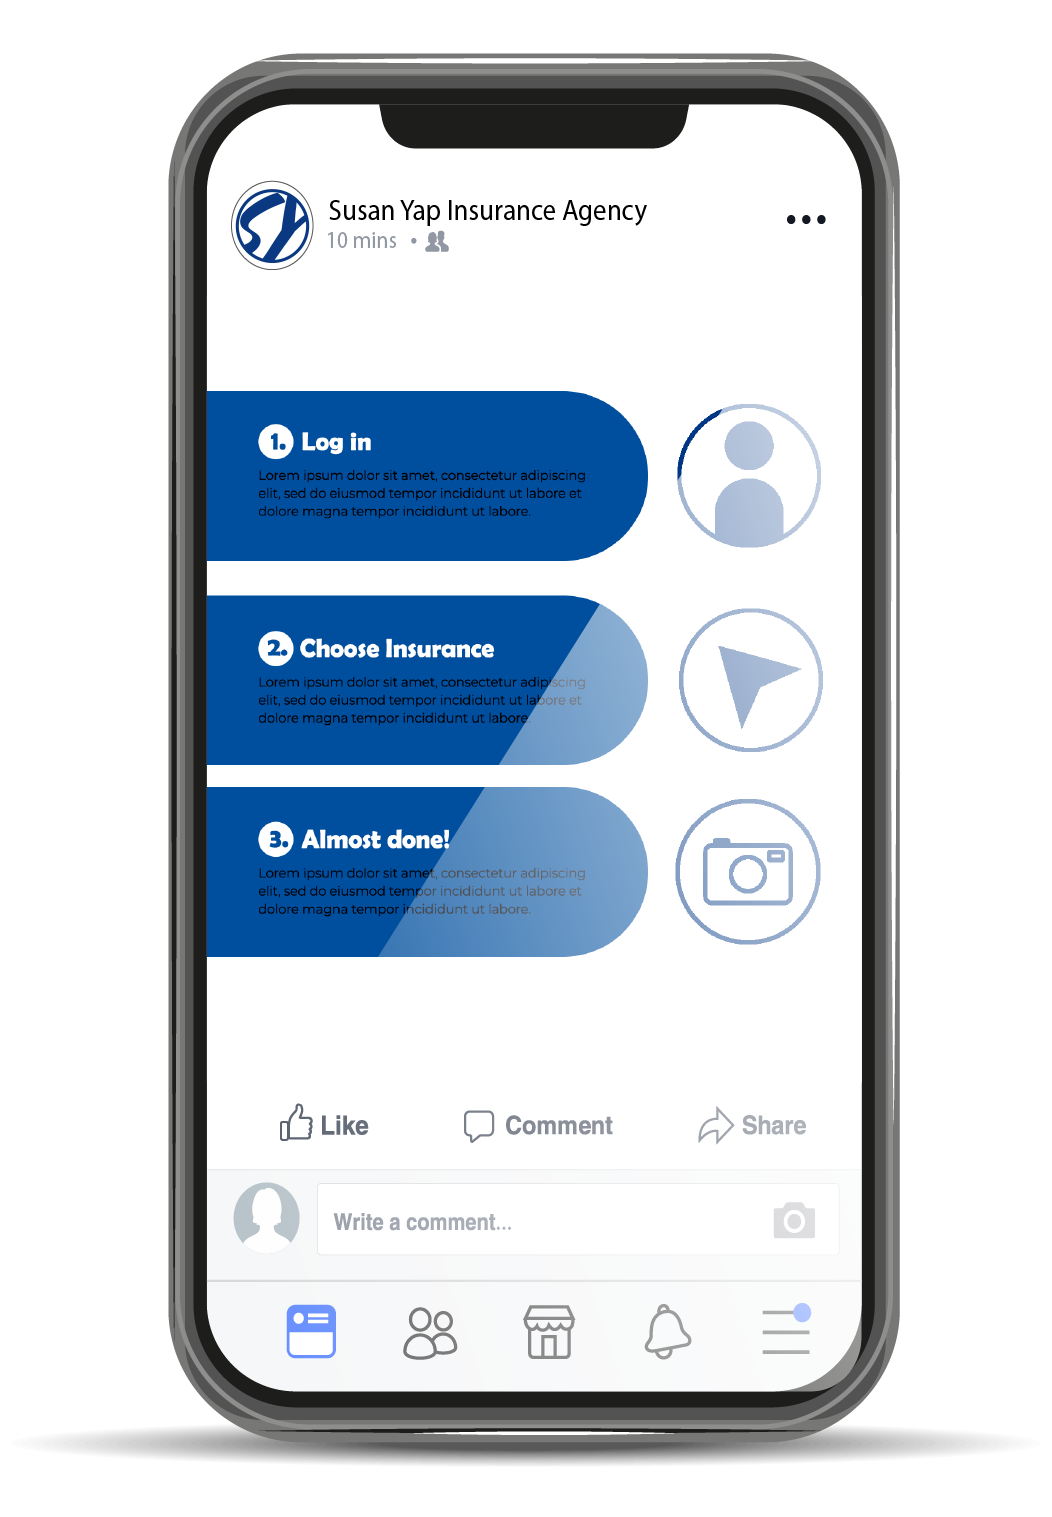 SY
Susan Yap Insurance Agency
10 mins •
1. Log in
Lorem ipsum dolor sit amet, consectetur adipiscing
elit, sed do eiusmod tempor incididunt ut labore et
dolore magna tempor incididunt ut labore.
2. Choose Insurance
Lorem ipsum dolor sit amet, consectetur adipiscing
elit, sed do eiusmod tempor incididunt ut labore et
dolore magna tempor incididunt ut labore.
3. Almost done!
Lorem ipsum dolor sit amet, consectetur adipiscing
elit, sed do eiusmod tempor incididunt ut labore et
dolore magna tempor incididunt ut labore.
Like Comment Share
Write a comment...